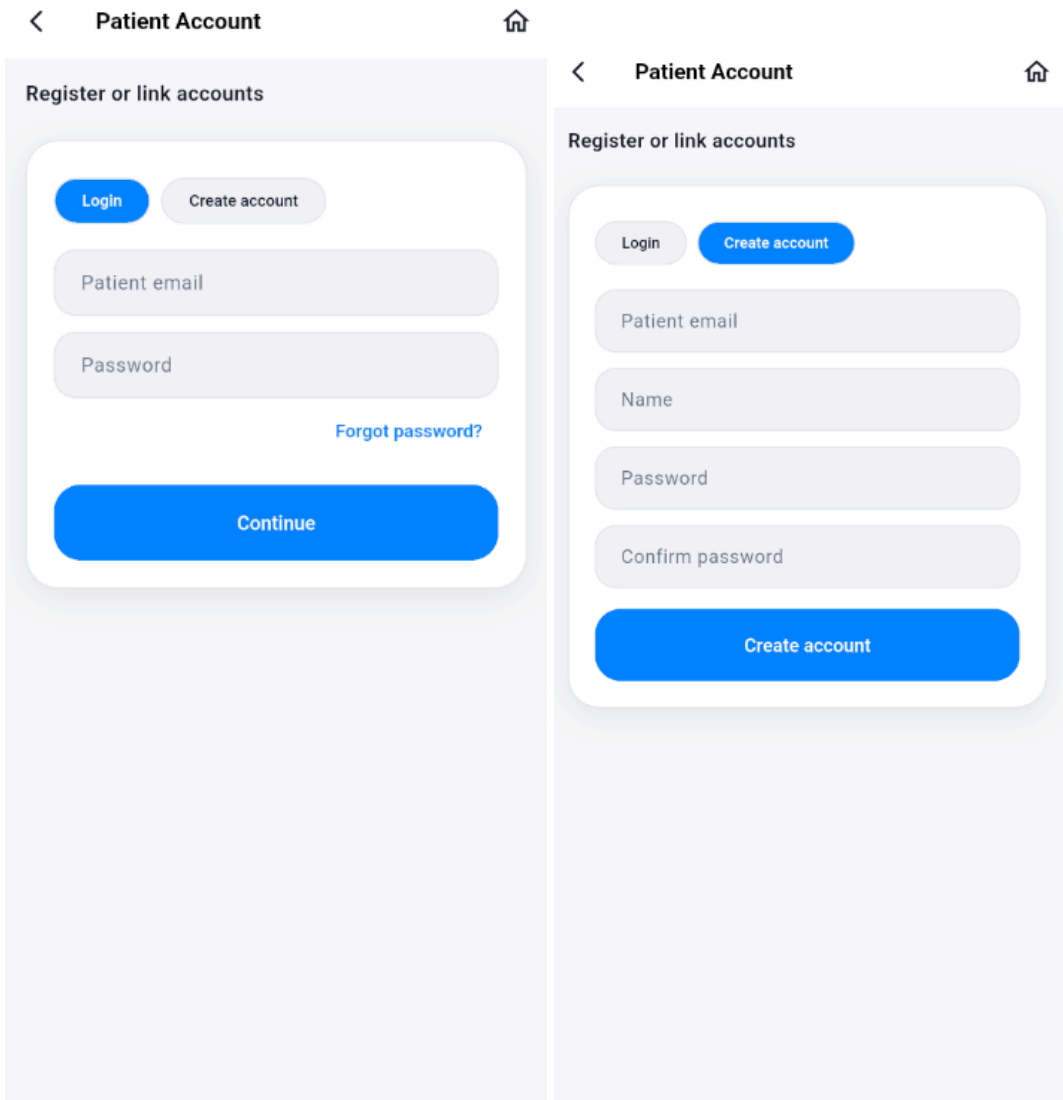 Patient Account
Register or link accounts
Login Create account
Patient email
Password
Forgot password?
Continue
Patient Account
Register or link accounts
Login Create account
Patient email
Name
Password
Confirm password
Create account